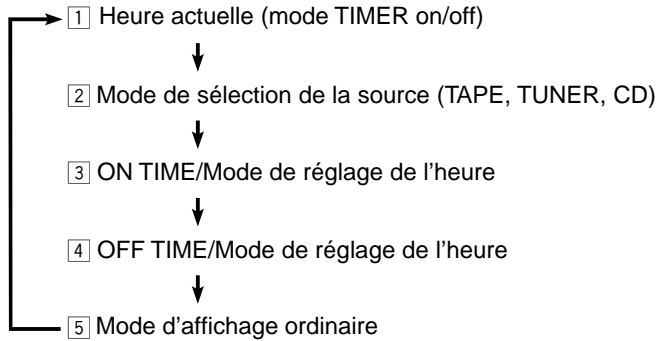 1 Heure actuelle (mode TIMER on/off)
2 Mode de sélection de la source (TAPE, TUNER, CD)
3 ON TIME/Mode de réglage de l’heure
4 OFF TIME/Mode de réglage de l’heure
5 Mode d’affichage ordinaire